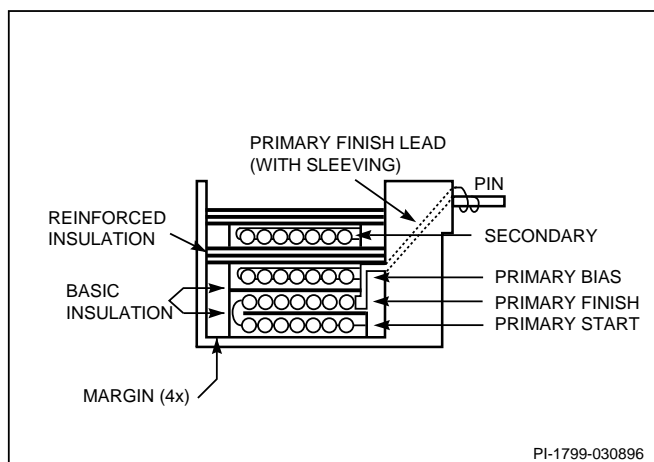 PRIMARY FINISH LEAD
(WITH SLEEVING)
PIN
REINFORCED
INSULATION
SECONDARY
BASIC
INSULATION
PRIMARY BIAS
PRIMARY FINISH
PRIMARY START
MARGIN (4x)
PI-1799-030896